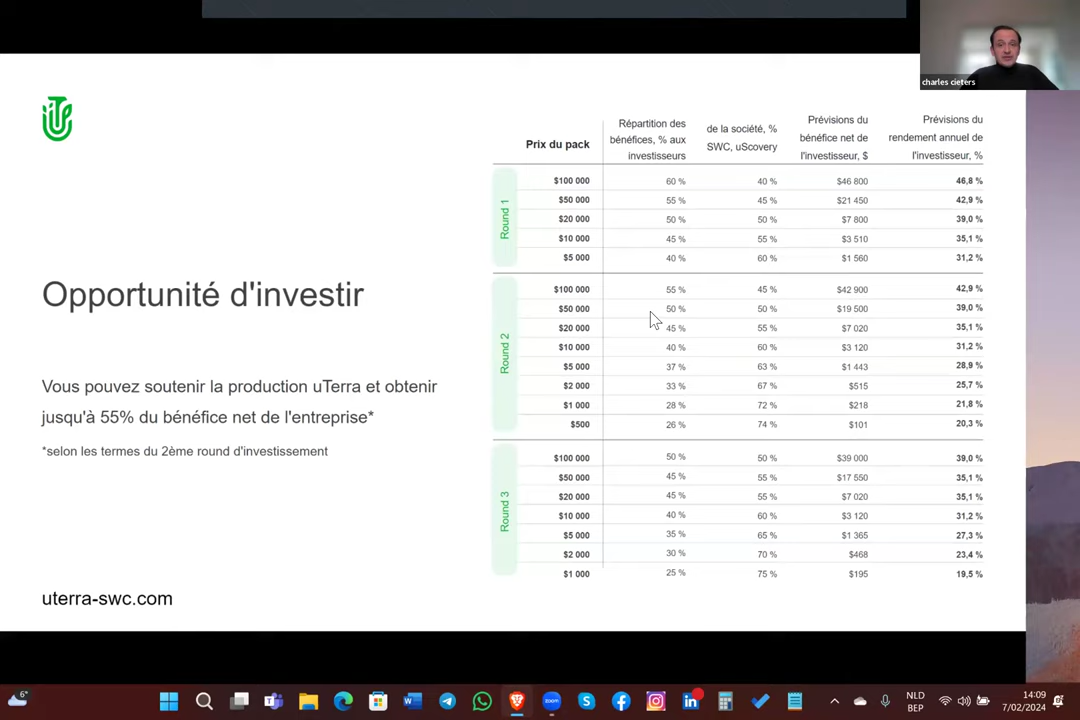 charles cieters
Opportunité d'investir
Vous pouvez soutenir la production uTerra et obtenir
jusqu'à 55% du bénéfice net de l'entreprise*
*selon les termes du 2ème round d'investissement
uterra-swc.com
Prix du pack
Répartition des
bénéfices, % aux
investisseurs
de la société, %
SWC, uScovery
Prévisions du
bénéfice net de
l'investisseur, $
Prévisions du
rendement annuel de
l'investisseur, %
Round 1
$100 000 60 % 40 % $46 800 46,8 %
$50 000 55 % 45 % $21 450 42,9 %
$20 000 50 % 50 % $7 800 39,0 %
$10 000 45 % 55 % $3 510 35,1 %
$5 000 40 % 60 % $1 560 31,2 %
Round 2
$100 000 55 % 45 % $42 900 42,9 %
$50 000 50 % 50 % $19 500 39,0 %
$20 000 45 % 55 % $7 020 35,1 %
$10 000 40 % 60 % $3 120 31,2 %
$5 000 37 % 63 % $1 443 28,9 %
$2 000 33 % 67 % $515 25,7 %
$1 000 28 % 72 % $218 21,8 %
$500 26 % 74 % $101 20,3 %
Round 3
$100 000 50 % 50 % $39 000 39,0 %
$50 000 45 % 55 % $17 550 35,1 %
$20 000 45 % 55 % $7 020 35,1 %
$10 000 40 % 60 % $3 120 31,2 %
$5 000 35 % 65 % $1 365 27,3 %
$2 000 30 % 70 % $468 23,4 %
$1 000 25 % 75 % $195 19,5 %
6°
NLD
BEP
14:09
7/02/2024